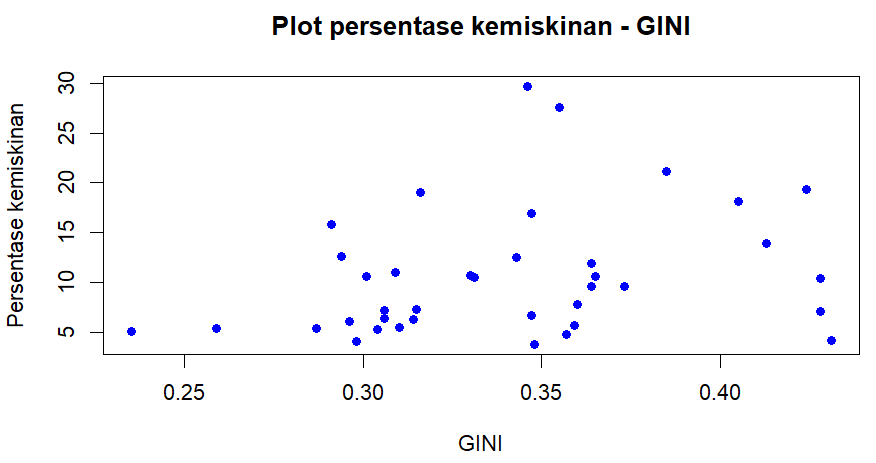 Plot persentase kemiskinan - GINI
Persentase kemiskinan
30
25
20
15
10
5
0.25 0.30 0.35 0.40
GINI